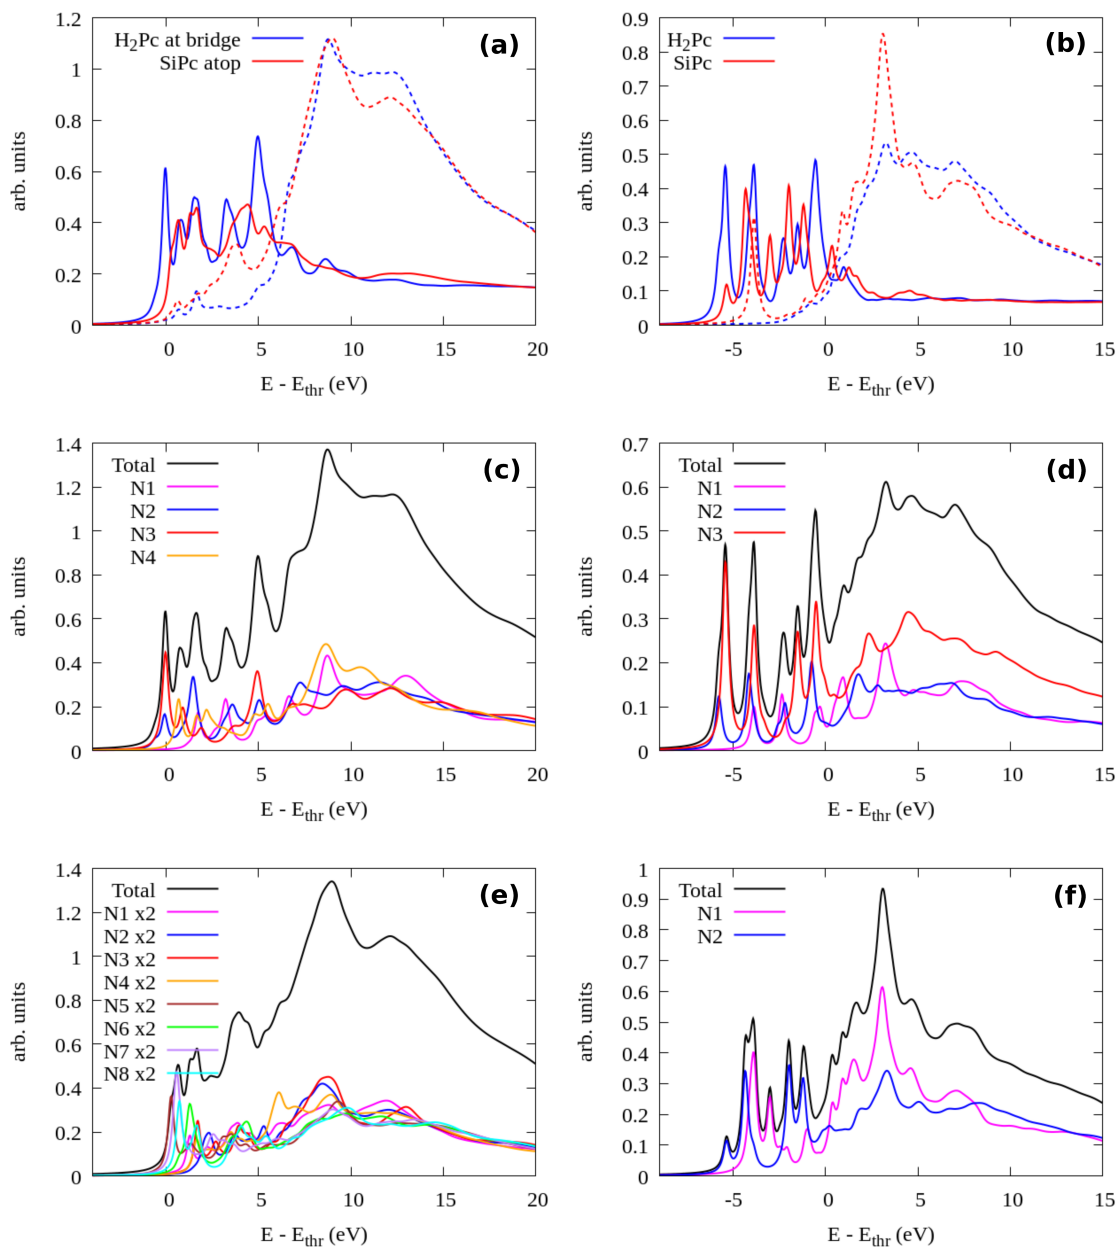 (a)
H2Pc at bridge
SiPc atop
arb. units
1.2
1
0.8
0.6
0.4
0.2
0
0 5 10 15 20
E - Ethr (eV)
(b)
H2Pc
SiPc
arb. units
0.9
0.8
0.7
0.6
0.5
0.4
0.3
0.2
0.1
0
-5 0 5 10 15
E - Ethr (eV)
(c)
Total
N1
N2
N3
N4
arb. units
1.4
1.2
1
0.8
0.6
0.4
0.2
0
0 5 10 15 20
E - Ethr (eV)
(d)
Total
N1
N2
N3
arb. units
0.7
0.6
0.5
0.4
0.3
0.2
0.1
0
-5 0 5 10 15
E - Ethr (eV)
(e)
Total
N1 x2
N2 x2
N3 x2
N4 x2
N5 x2
N6 x2
N7 x2
N8 x2
arb. units
1.4
1.2
1
0.8
0.6
0.4
0.2
0
0 5 10 15 20
E - Ethr (eV)
(f)
Total
N1
N2
arb. units
1
0.9
0.8
0.7
0.6
0.5
0.4
0.3
0.2
0.1
0
-5 0 5 10 15
E - Ethr (eV)